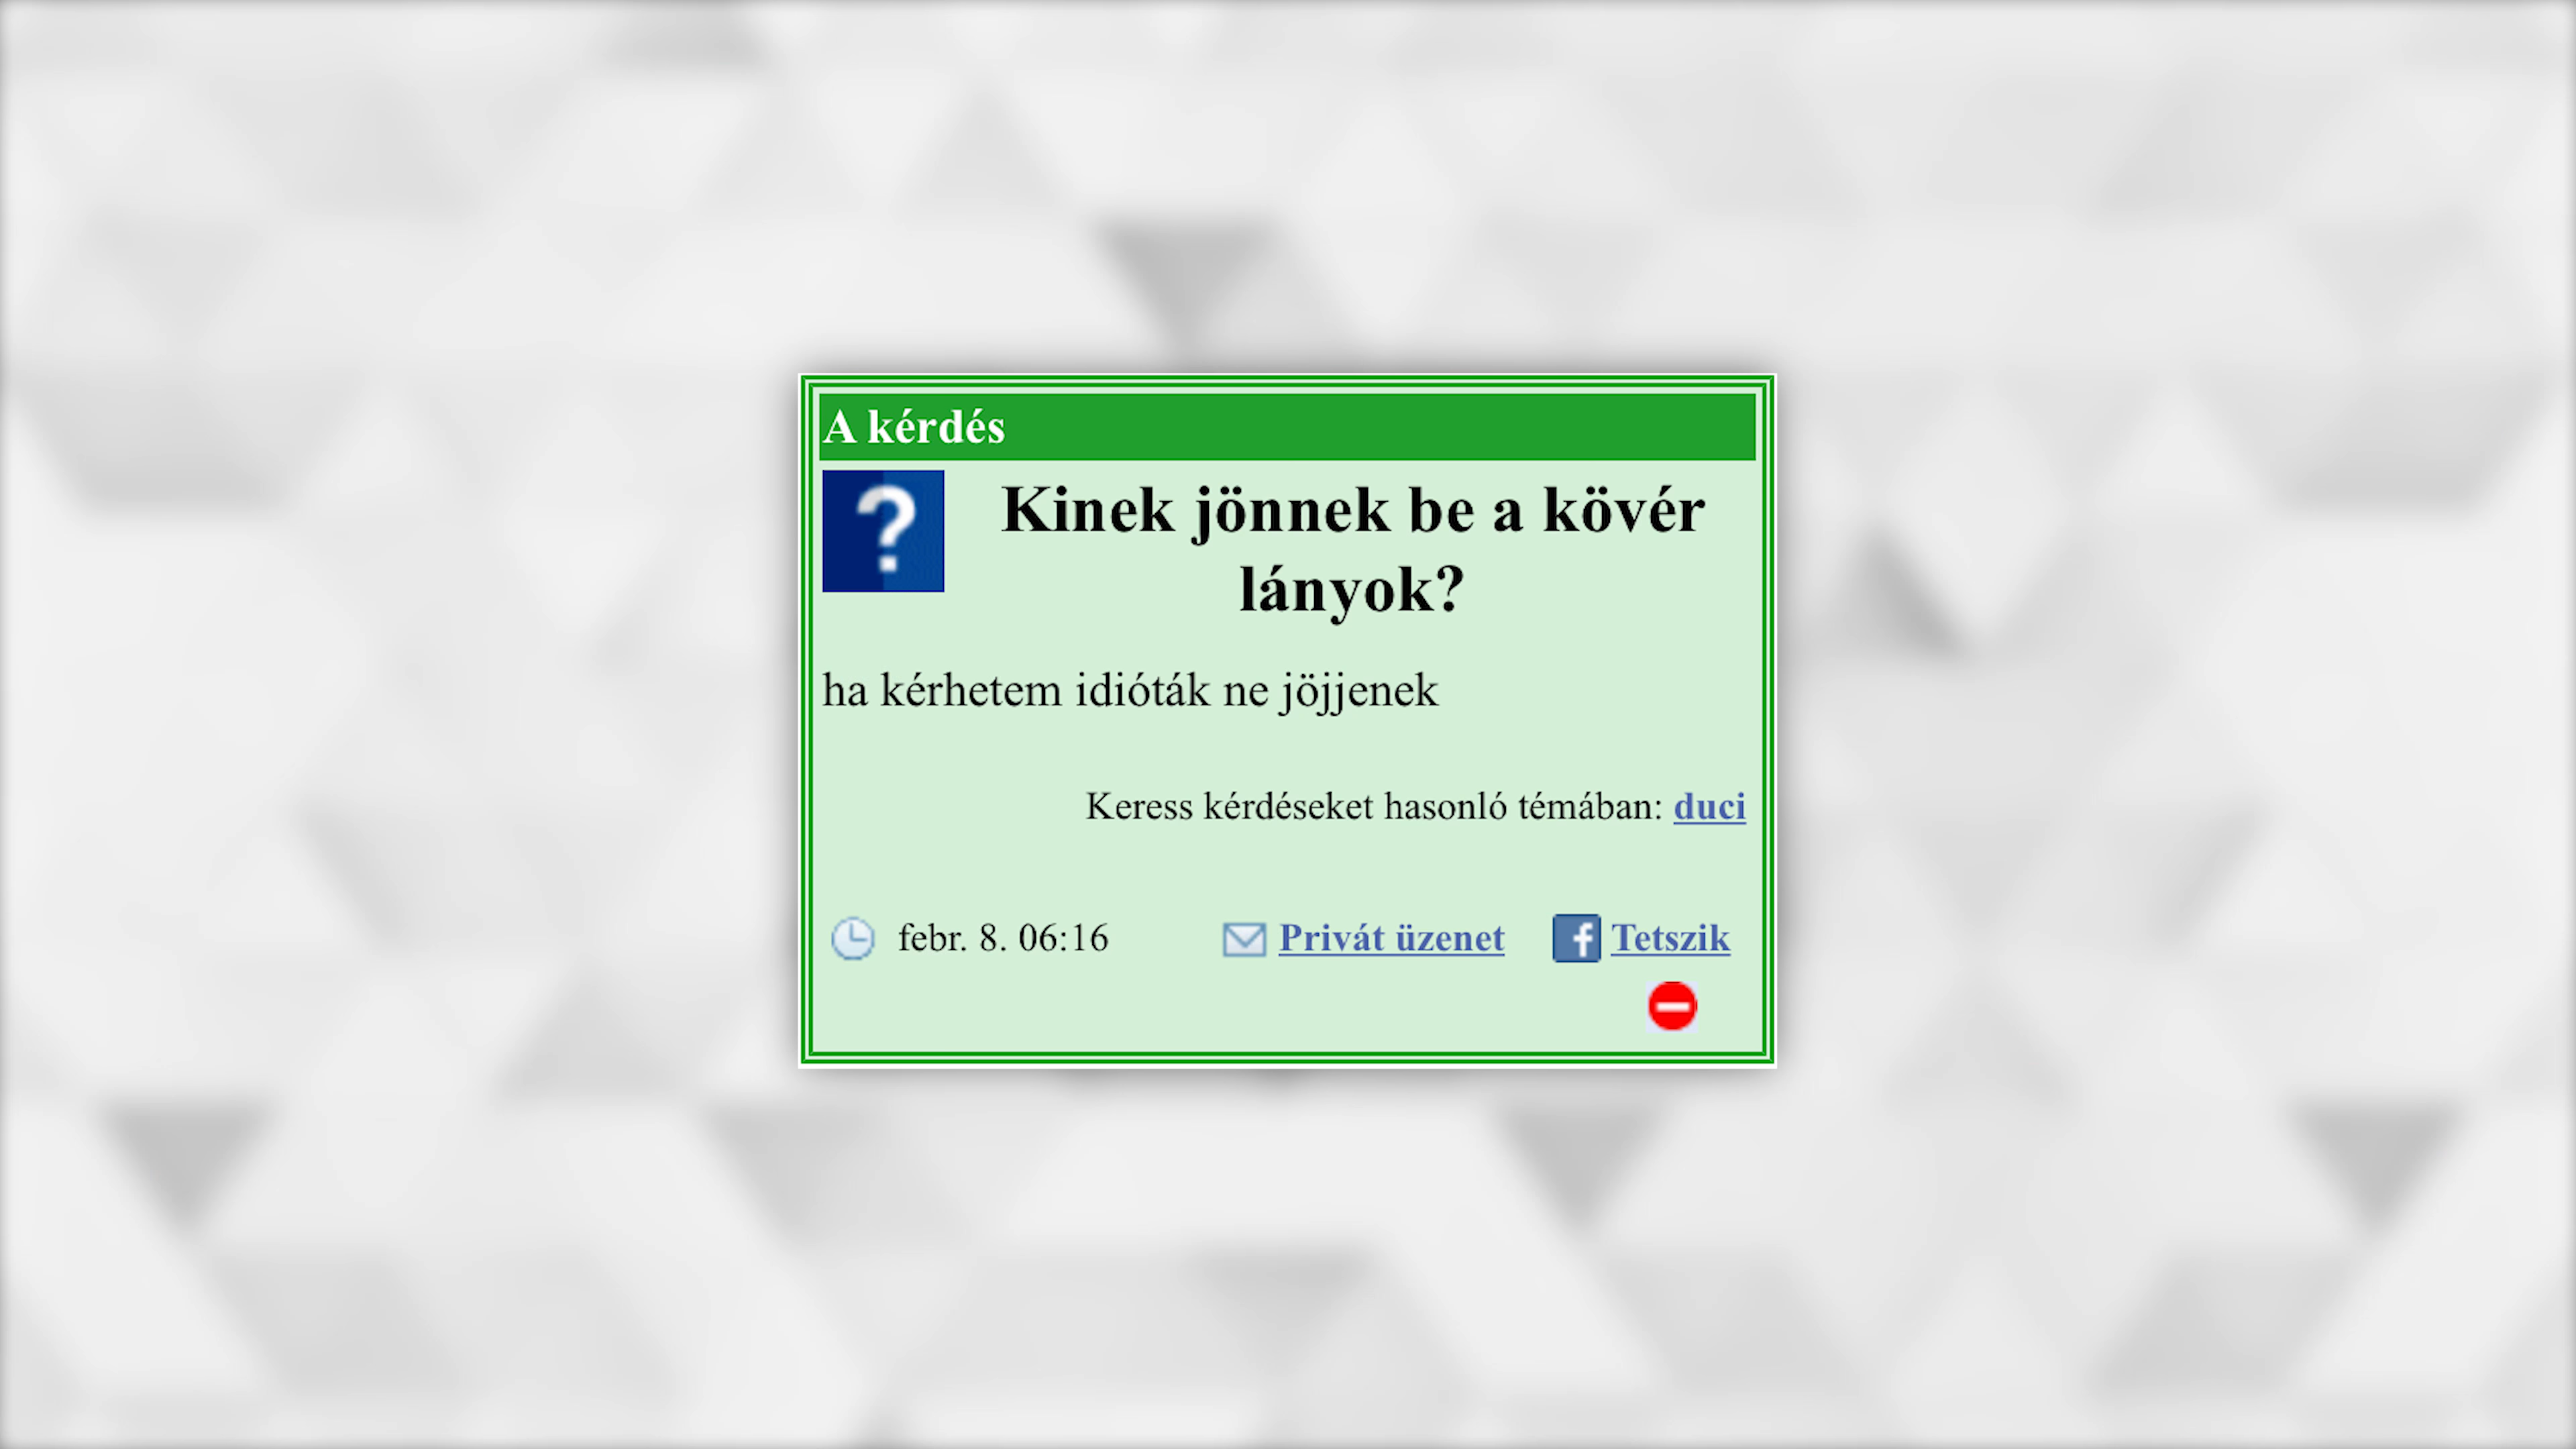 A kérdés
Kinek jönnek be a kövér
lányok?
ha kérhetem idióták ne jöjjenek
Keress kérdéseket hasonló témában: duci
febr. 8. 06:16 Privát üzenet Tetszik